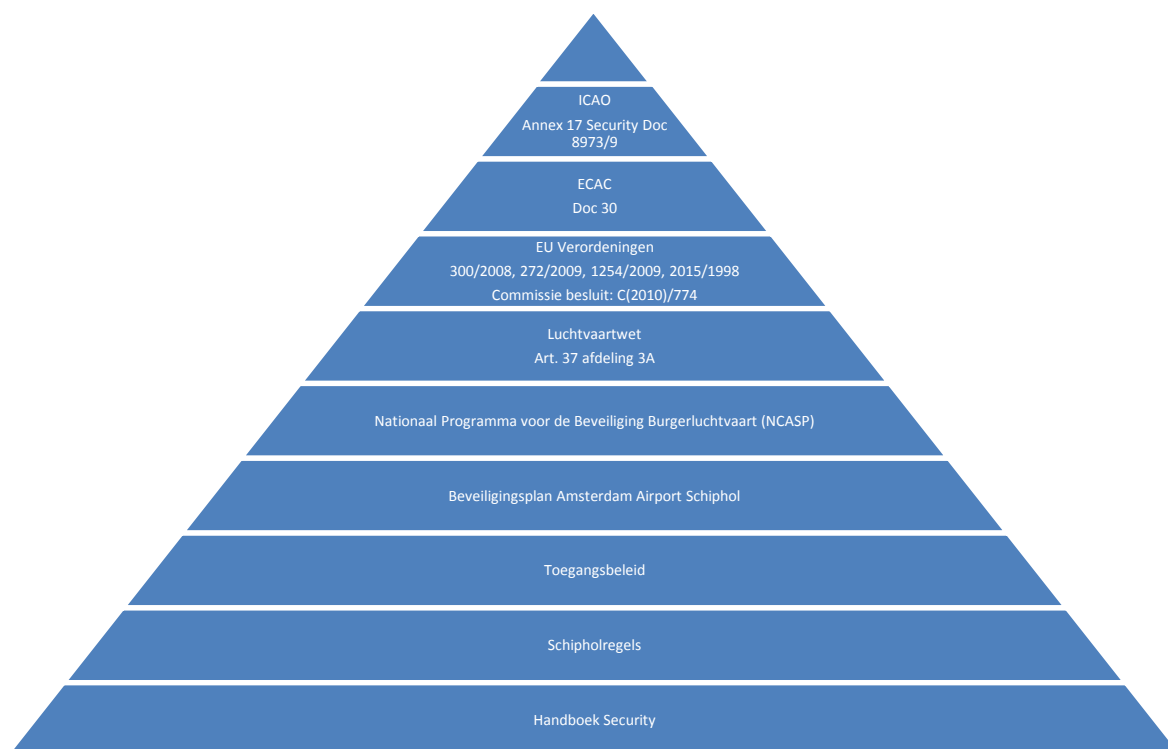 ICAO
Annex 17 Security Doc
8973/9
ECAC
Doc 30
EU Verordeningen
300/2008, 272/2009, 1254/2009, 2015/1998
Commissie besluit: C(2010)/774
Luchtvaartwet
Art. 37 afdeling 3A
Nationaal Programma voor de Beveiliging Burgerluchtvaart (NCASP)
Beveiligingsplan Amsterdam Airport Schiphol
Toegangsbeleid
Schipholregels
Handboek Security